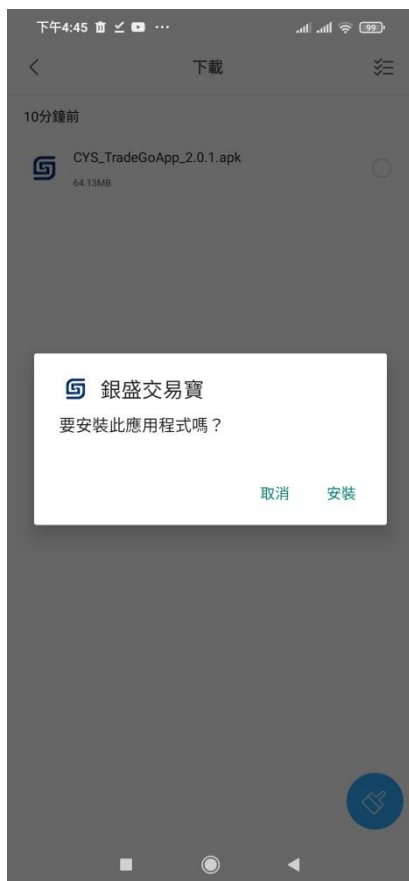 下午4:45
99
下載
10分鐘前
CYS_TradeGoApp_2.0.1.apk
64.13MB
銀盛交易寶
要安裝此應用程式嗎？
取消 安裝